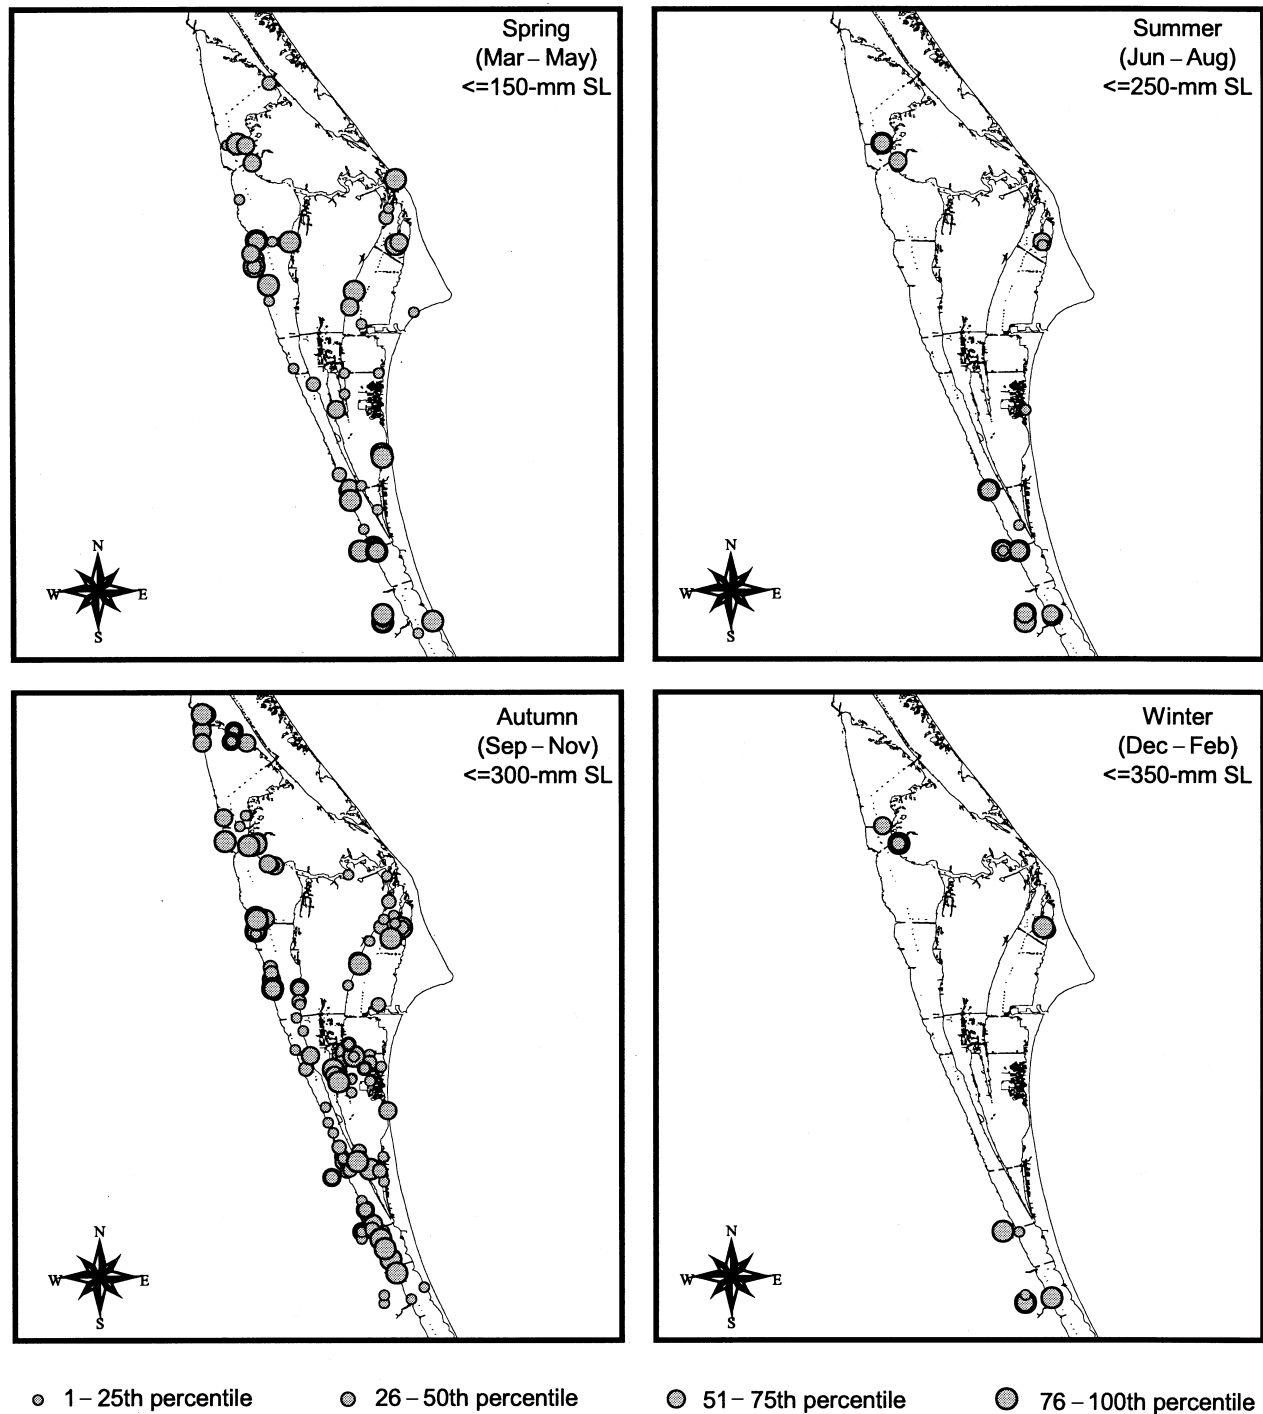 Spring
(Mar – May)
<=150-mm SL
N
W E
S
Summer
(Jun – Aug)
<=250-mm SL
N
W E
S
Autumn
(Sep – Nov)
<=300-mm SL
N
W E
S
Winter
(Dec – Feb)
<=350-mm SL
N
W E
S
1 – 25th percentile 26 – 50th percentile 51 – 75th percentile 76 – 100th percentile